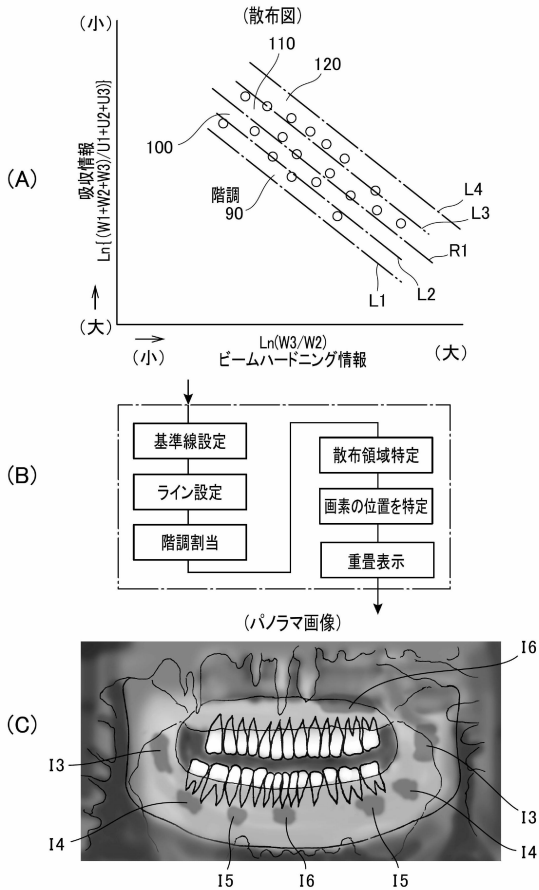 (散布図)
(小)
110
120
100
(A)
吸収情報
Ln{(W1+W2+W3)/U1+U2+U3)}
階調
90
L4
L3
R1
L2
L1
(大)
(小)
Ln(W3/W2)
ビームハードニング情報
(大)
(B)
基準線設定
ライン設定
階調割当
散布領域特定
画素の位置を特定
重畳表示
(パノラマ画像)
(C)
I6
I3
I3
I4
I4
I5
I6
I5